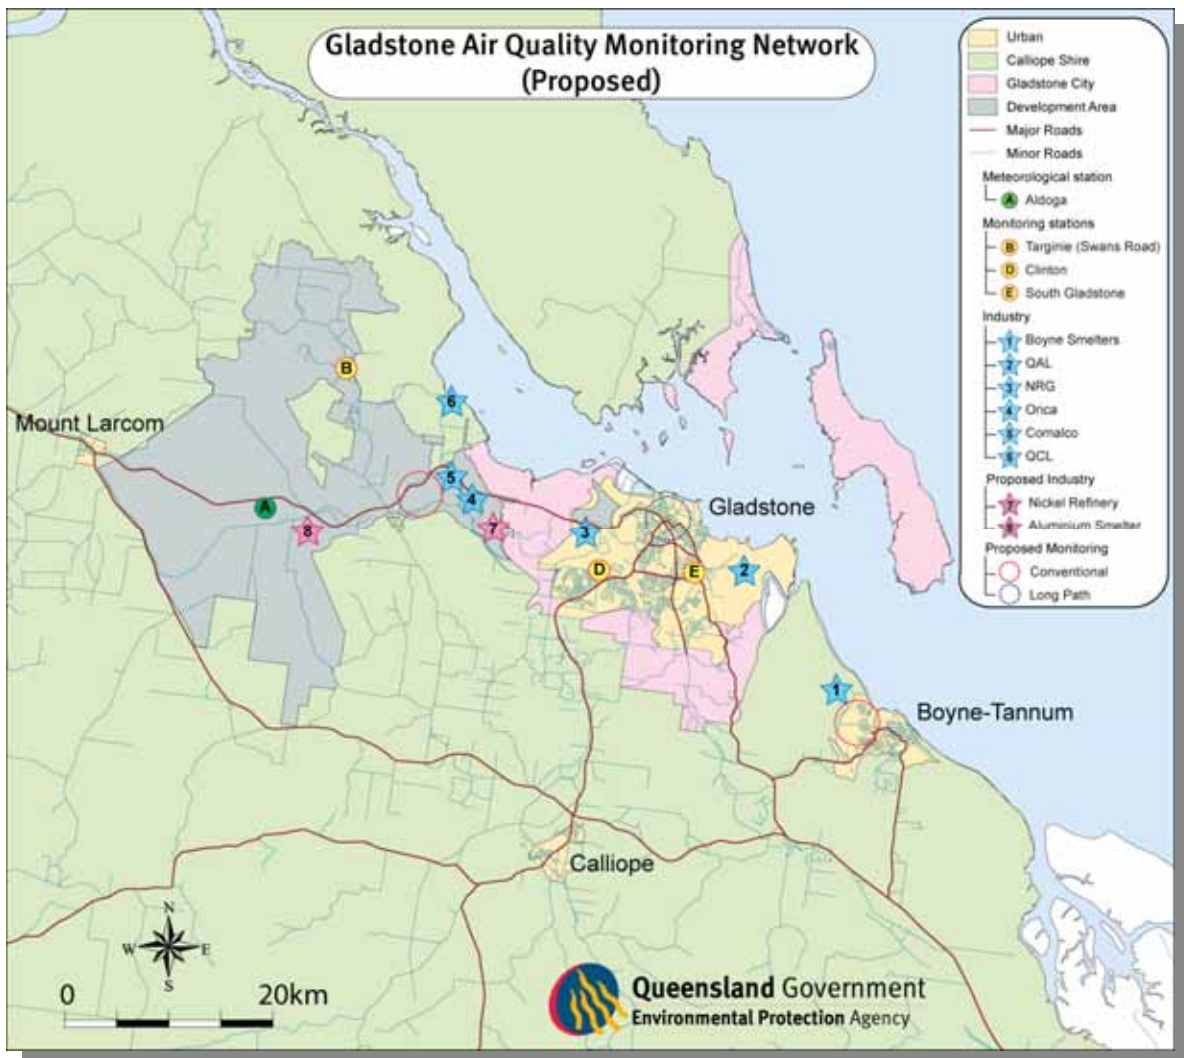 Gladstone Air Quality Monitoring Network
(Proposed)
Urban
Calliope Shire
Gladstone City
Development Area
Major Roads
Minor Roads
Meteorological station
A Aldoga
Monitoring stations
B Targinie (Swans Road)
D Clinton
E South Gladstone
Industry
1 Boyne Smelters
2 QAL
3 NRG
4 Orica
5 Comalco
6 QCL
Proposed Industry
7 Nickel Refinery
8 Aluminium Smelter
Proposed Monitoring
Conventional
Long Path
B
6
Mount Larcom
5
4
A
8
7
3
Gladstone
D
E
2
1
Boyne-Tannum
Calliope
N
W E
S
0 20km
Queensland Government
Environmental Protection Agency